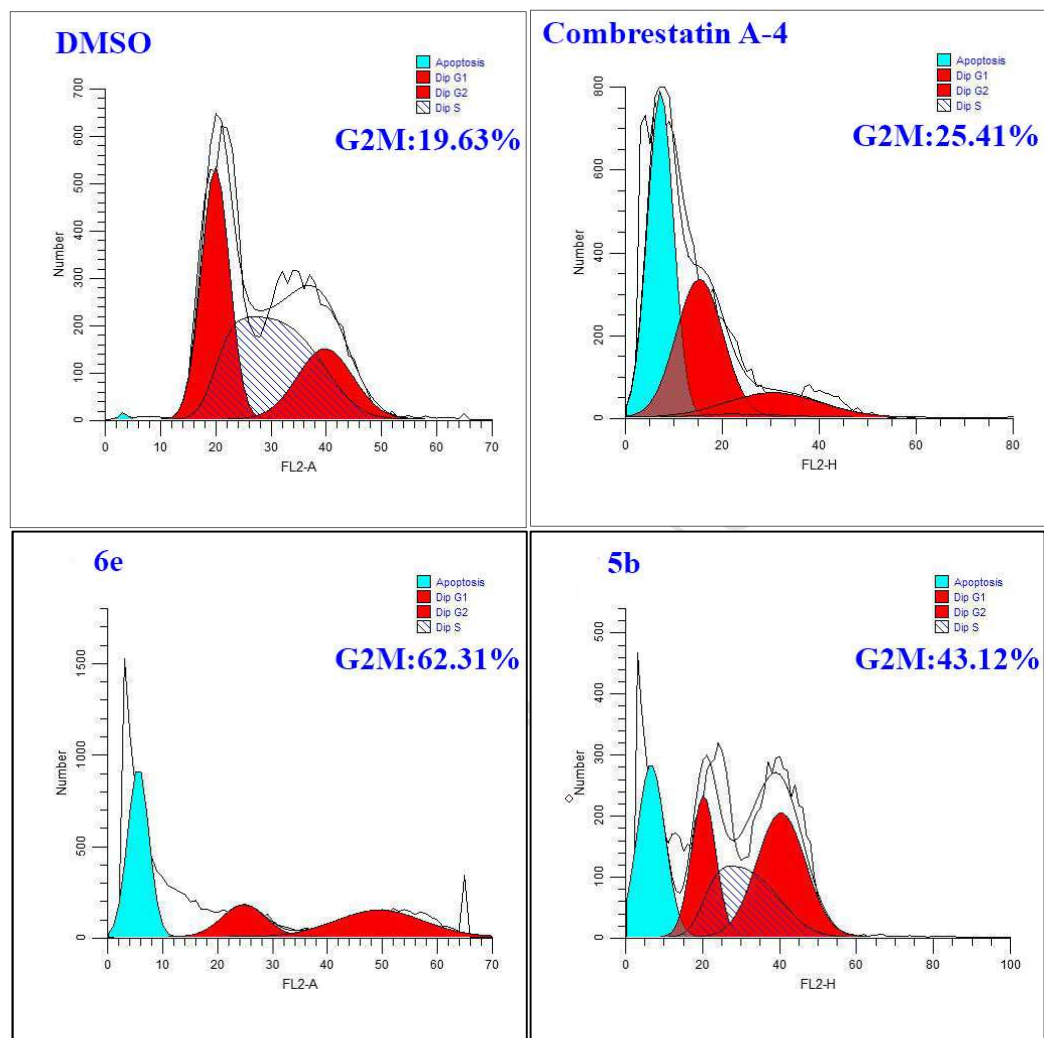 DMSO
Apoptosis
Dip G1
Dip G2
Dip S
G2M:19.63%
700
600
500
400
300
200
100
0
Number
0 10 20 30 40 50 60 70
FL2-A
Combrestatin A-4
Apoptosis
Dip G1
Dip G2
Dip S
G2M:25.41%
800
600
400
200
0
Number
0 20 40 60 80
FL2-H
6e
Apoptosis
Dip G1
Dip G2
Dip S
G2M:62.31%
1500
1000
500
0
Number
0 10 20 30 40 50 60 70
FL2-A
5b
Apoptosis
Dip G1
Dip G2
Dip S
G2M:43.12%
500
400
300
200
100
0
Number
0 20 40 60 80 100
FL2-H